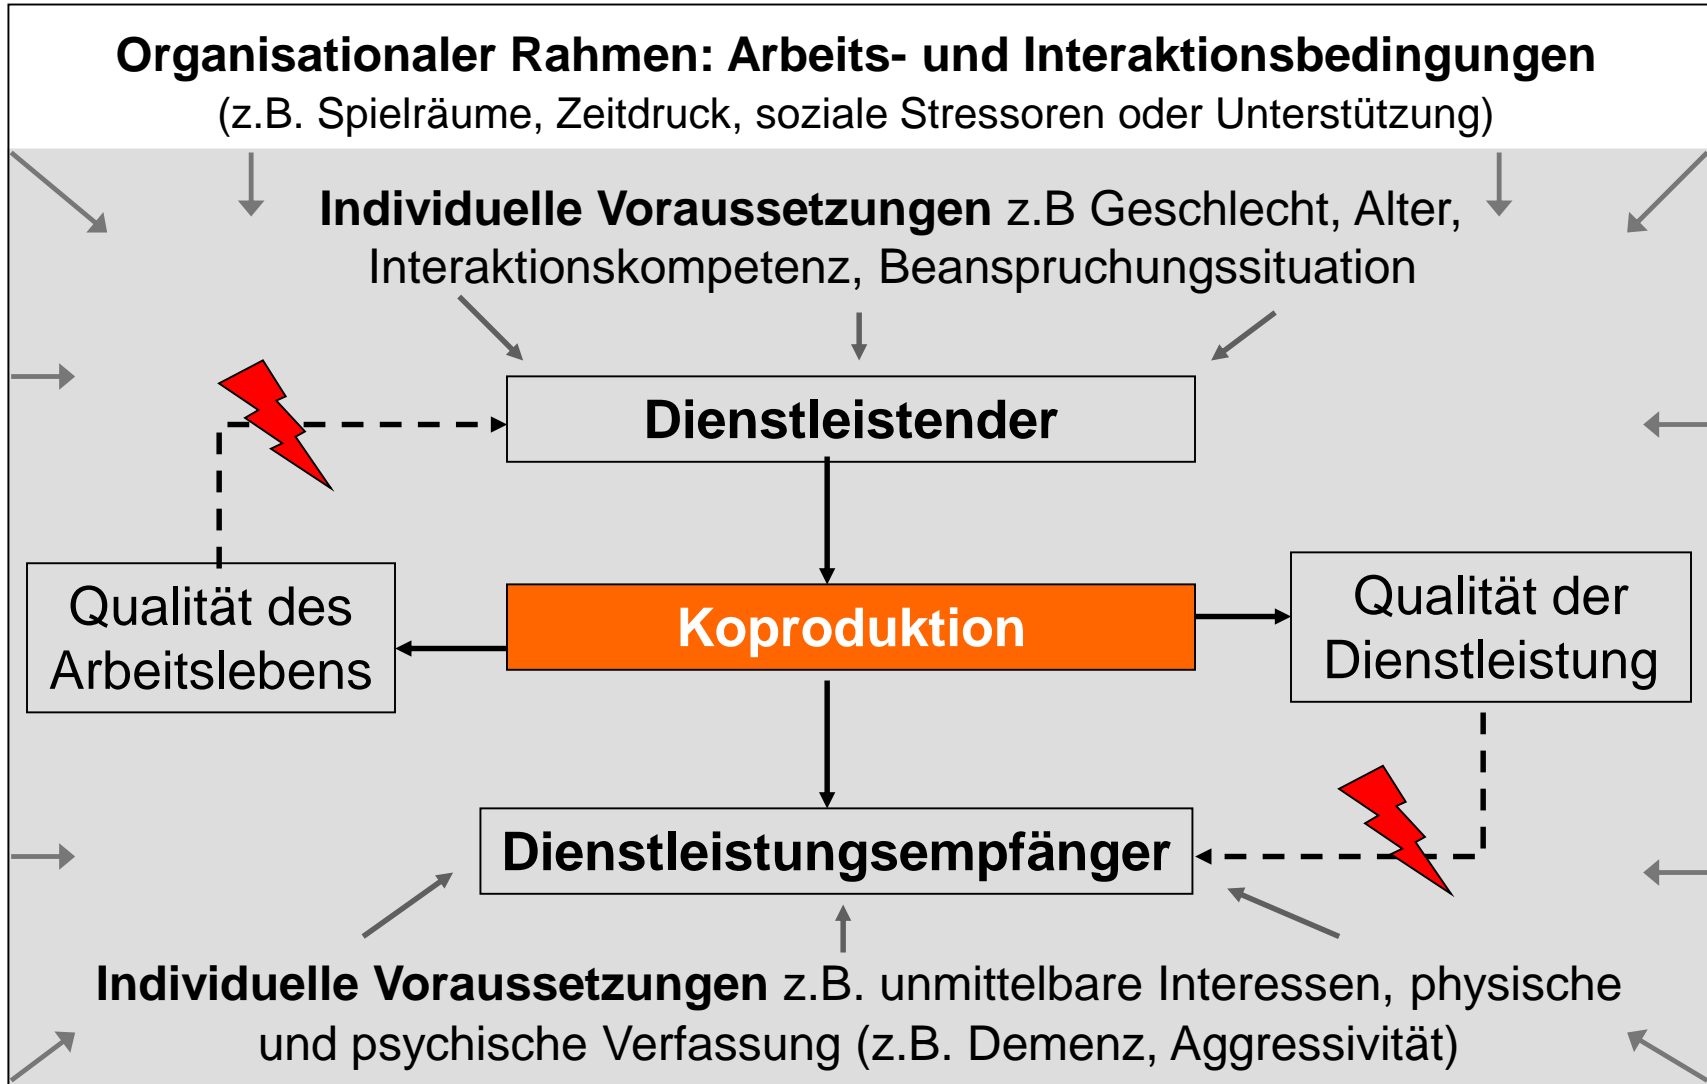 Organisationaler Rahmen: Arbeits- und Interaktionsbedingungen
(z.B. Spielräume, Zeitdruck, soziale Stressoren oder Unterstützung)
Individuelle Voraussetzungen z.B Geschlecht, Alter,
Interaktionskompetenz, Beanspruchungssituation
Dienstleistender
Qualität des
Arbeitslebens
Koproduktion
Qualität der
Dienstleistung
Dienstleistungsempfänger
Individuelle Voraussetzungen z.B. unmittelbare Interessen, physische
und psychische Verfassung (z.B. Demenz, Aggressivität)